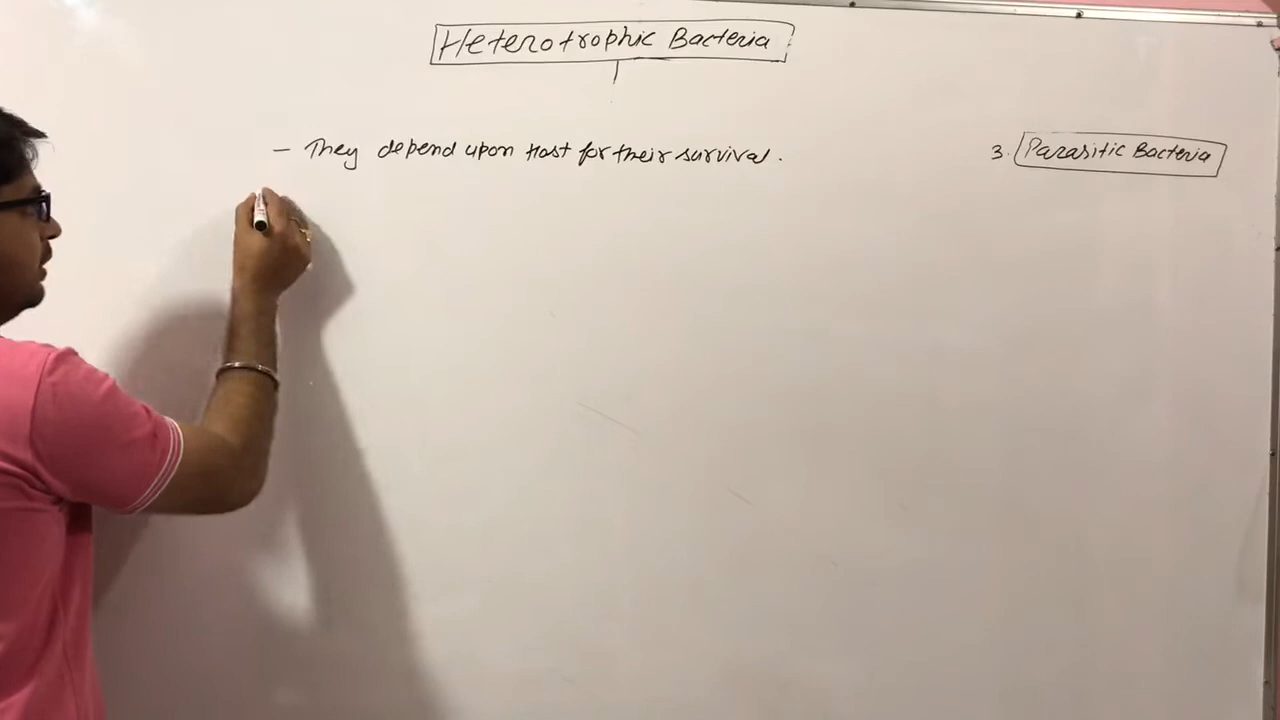 Heterotrophic Bacteria
– They depend upon Host for their survival.
3. Parasitic Bacteria